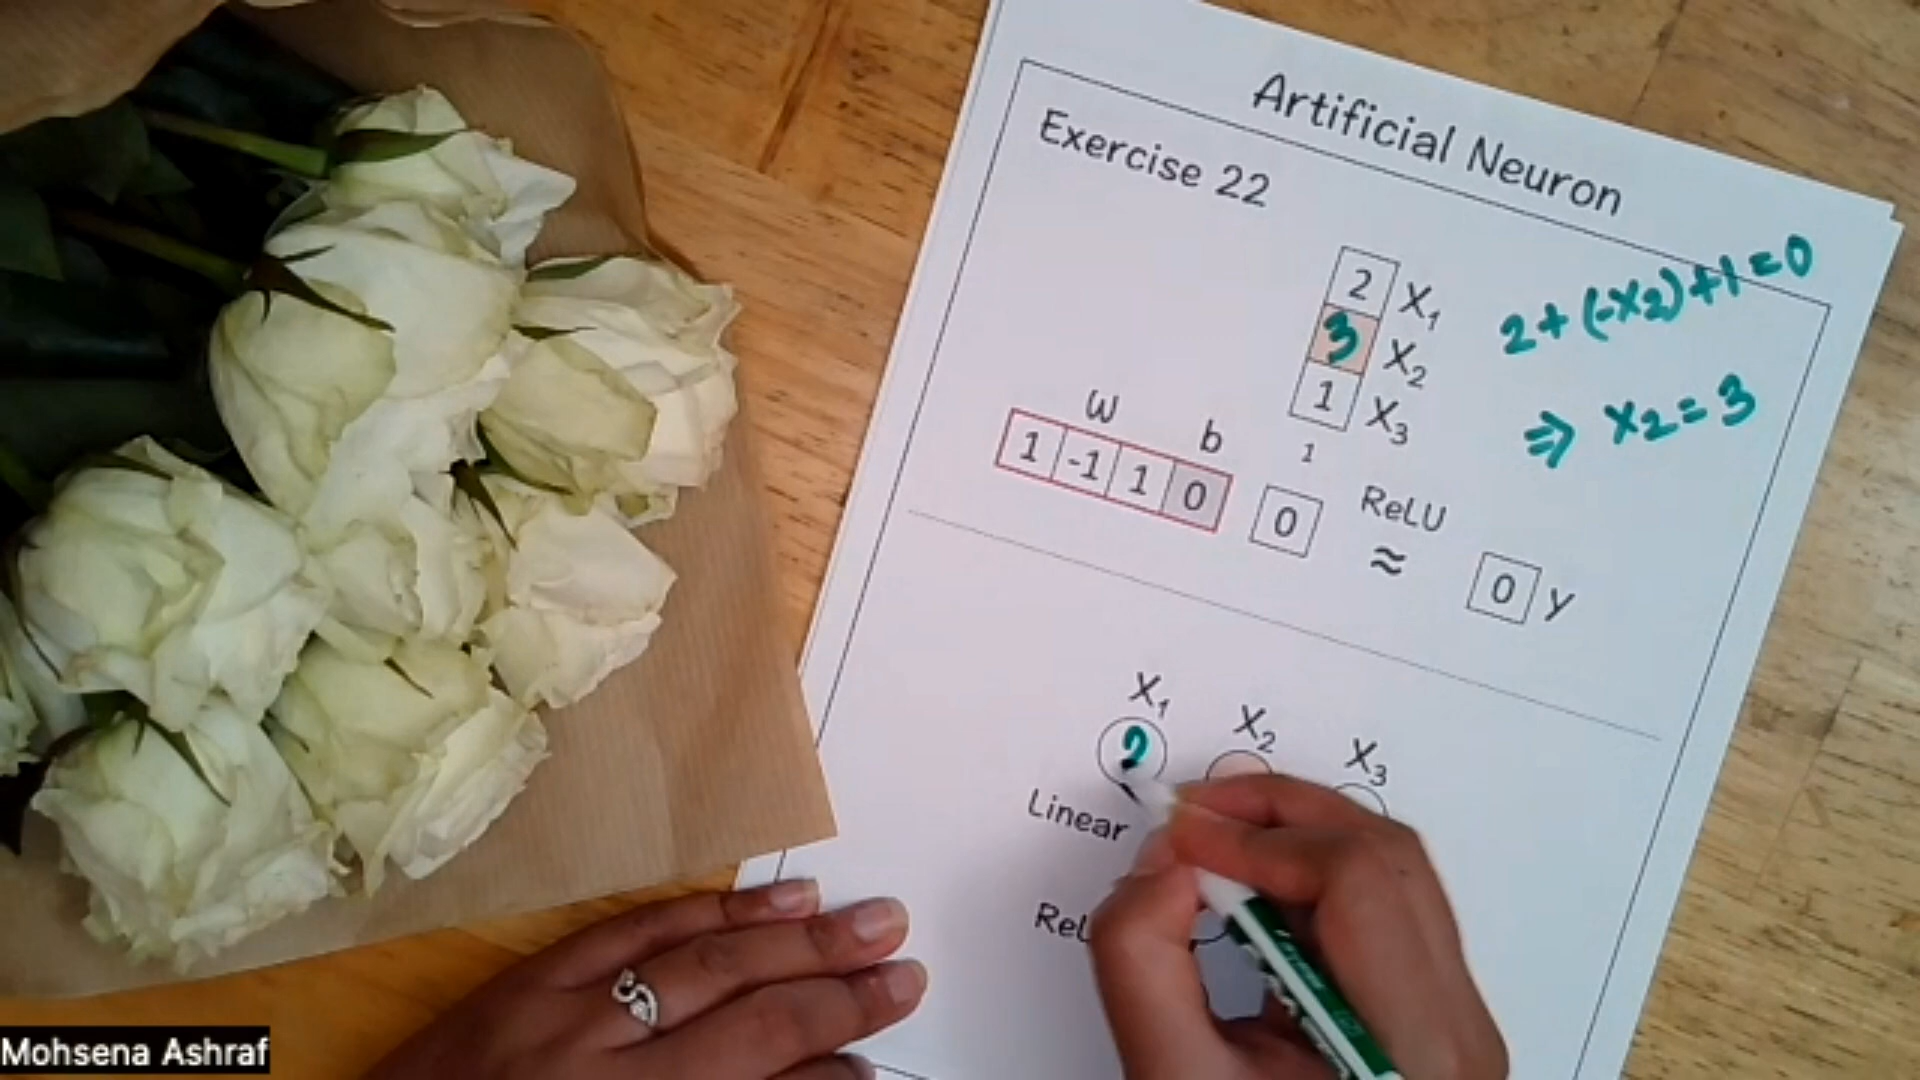 Artificial Neuron
Exercise 22
2 X1
3 X2
1 X3
2+(-X2)+1=0
⇒ X2=3
W b
1 -1 1 0
1
0
ReLU
≈
0 y
X1 X2 X3
2
Linear
Mohsena Ashraf